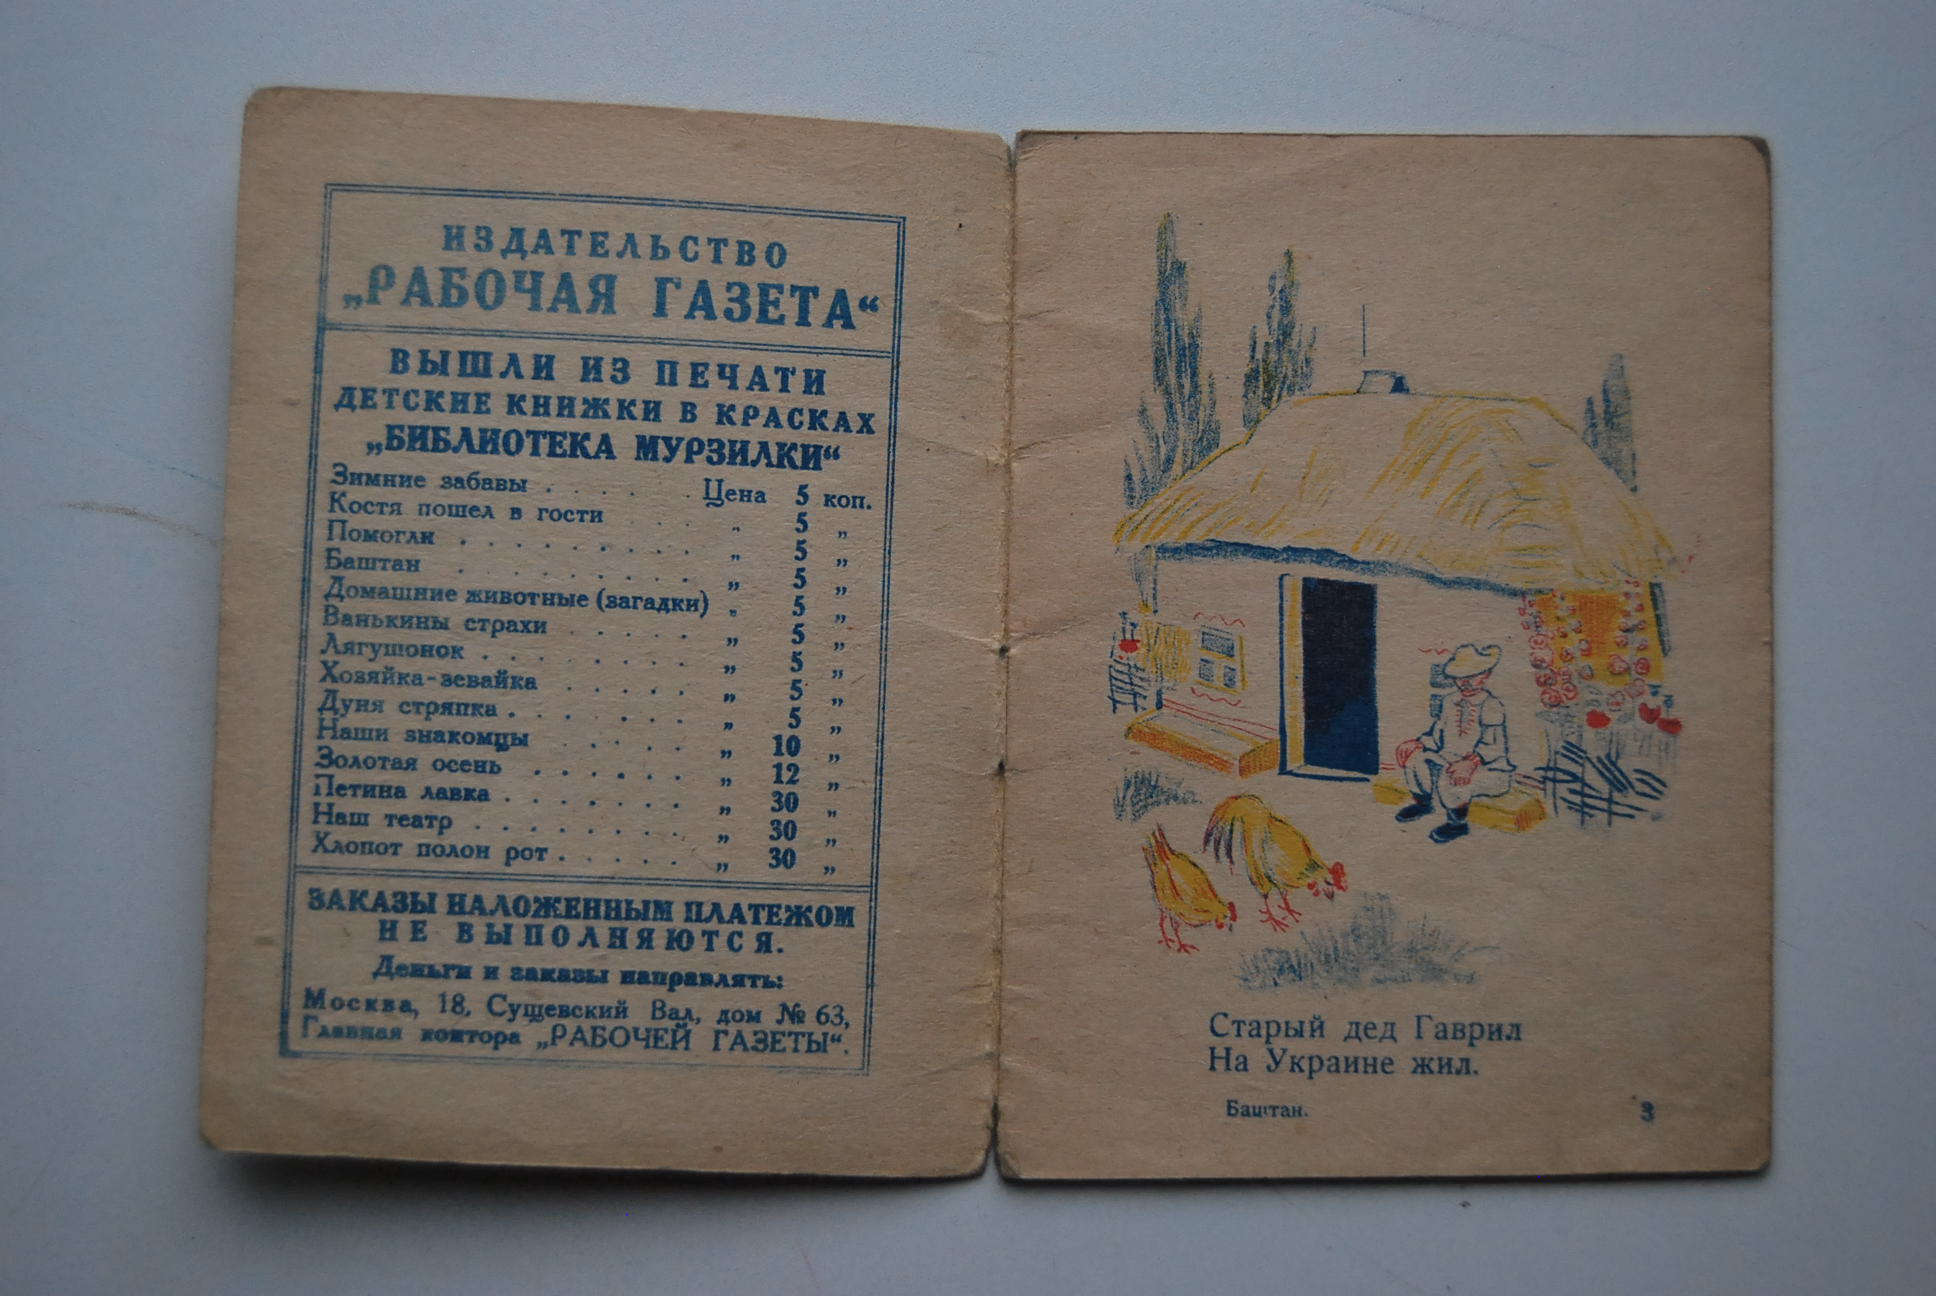 ИЗДАТЕЛЬСТВО
„РАБОЧАЯ ГАЗЕТА“
ВЫШЛИ ИЗ ПЕЧАТИ
ДЕТСКИЕ КНИЖКИ В КРАСКАХ
„БИБЛИОТЕКА МУРЗИЛКИ“
Зимние забавы . . . . . Цена 5 коп.
Костя пошел в гости . . . „ 5 „
Помогли . . . . . . . . . „ 5 „
Баштан . . . . . . . . . „ 5 „
Домашние животные (загадки) „ 5 „
Ванькины страхи . . . . . „ 5 „
Лягушонок . . . . . . . . „ 5 „
Хозяйка-зевайка . . . . . „ 5 „
Дуня стряпка . . . . . . . „ 5 „
Наши знакомцы . . . . . „ 10 „
Золотая осень . . . . . . „ 12 „
Петина лавка . . . . . . . „ 30 „
Наш театр . . . . . . . . „ 30 „
Хлопот полон рот . . . . . „ 30 „
ЗАКАЗЫ НАЛОЖЕННЫМ ПЛАТЕЖОМ
НЕ ВЫПОЛНЯЮТСЯ.
Деньги и заказы направлять:
Москва, 18, Сущевский Вал, дом № 63,
Главная контора „РАБОЧЕЙ ГАЗЕТЫ“.
Старый дед Гаврил
На Украине жил.
Баштан.
3